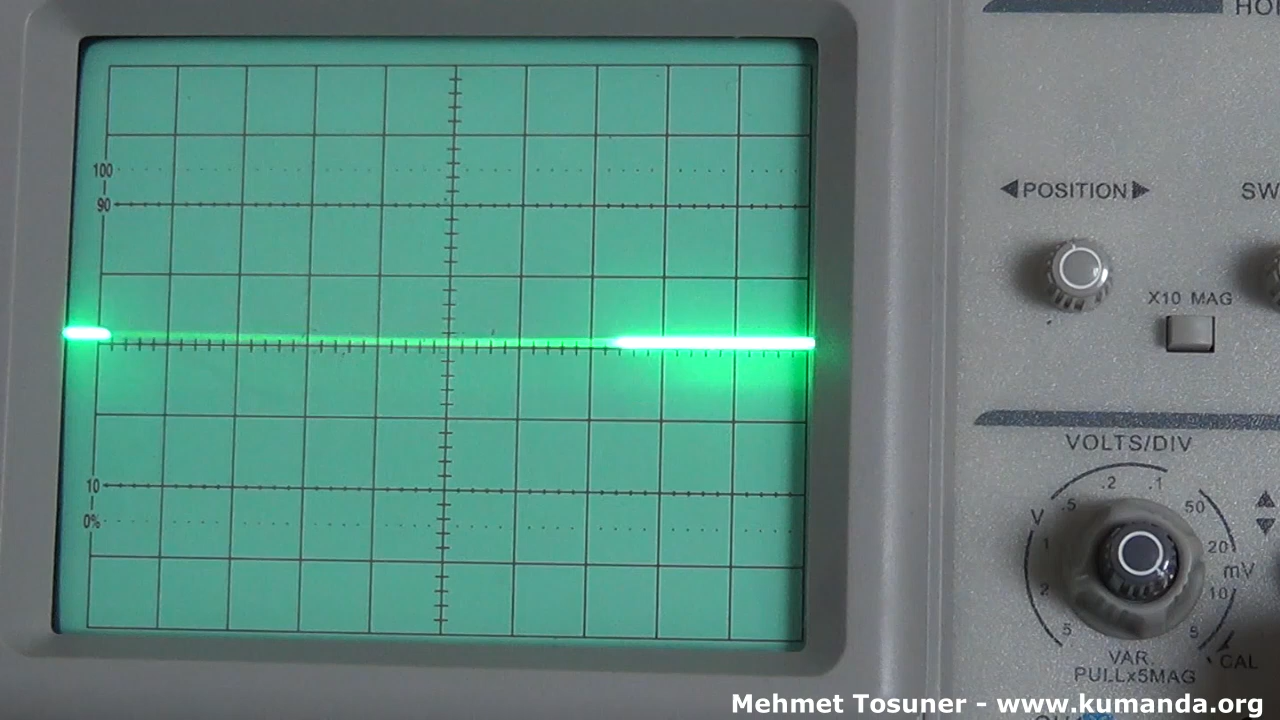 HO
100
90
10
0%
POSITION
SW
X10 MAG
VOLTS/DIV
.2 .1
.5 50
V
1 20
mV
2 10
5 5
VAR.
CAL
PULLx5MAG
Mehmet Tosuner - www.kumanda.org